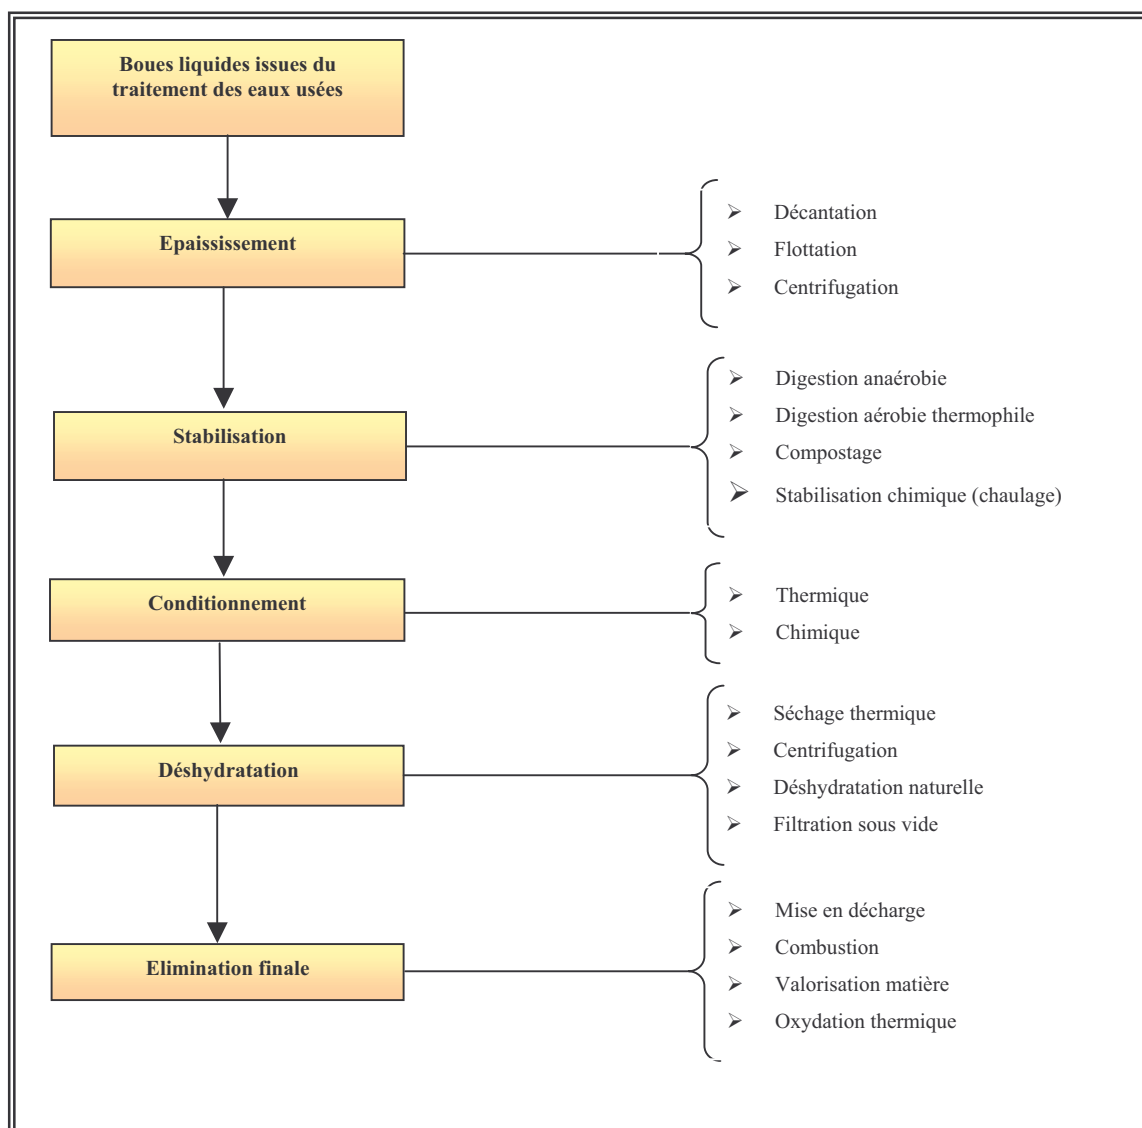 Boues liquides issues du
traitement des eaux usées
Epaississement
➢ Décantation
➢ Flottation
➢ Centrifugation
Stabilisation
➢ Digestion anaérobie
➢ Digestion aérobie thermophile
➢ Compostage
➢ Stabilisation chimique (chaulage)
Conditionnement
➢ Thermique
➢ Chimique
Déshydratation
➢ Séchage thermique
➢ Centrifugation
➢ Déshydratation naturelle
➢ Filtration sous vide
Elimination finale
➢ Mise en décharge
➢ Combustion
➢ Valorisation matière
➢ Oxydation thermique